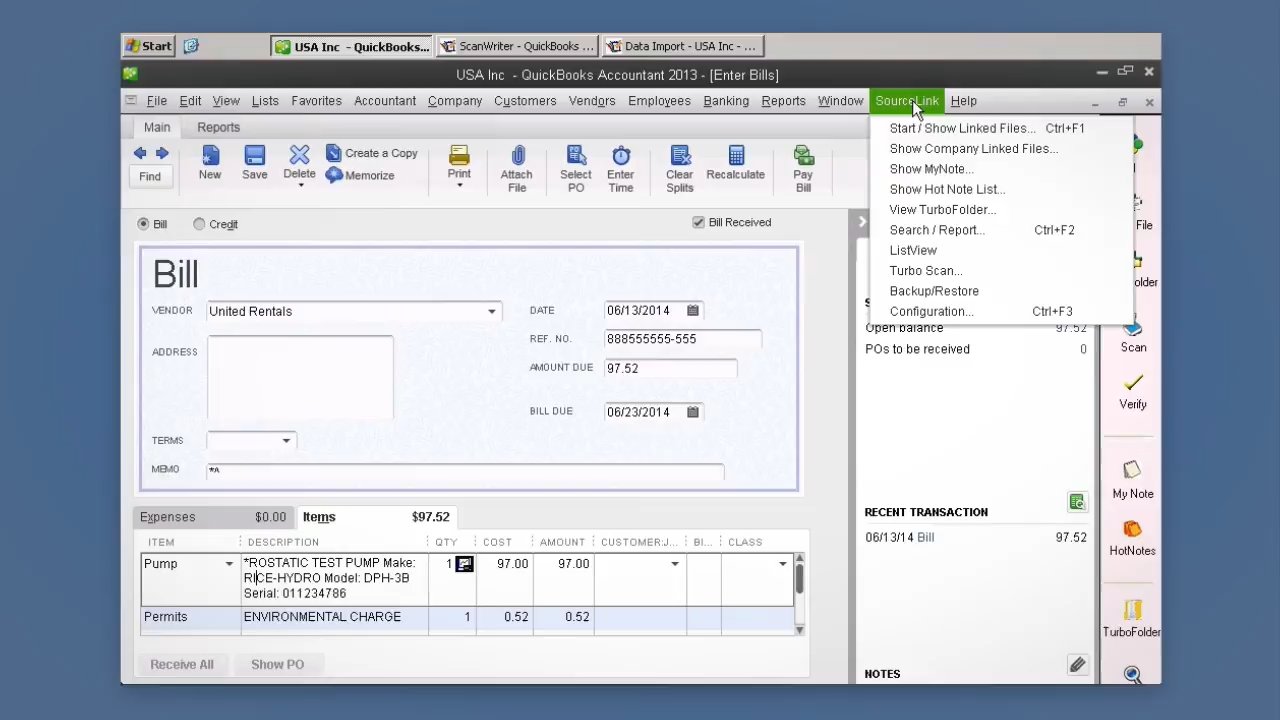 Start
USA Inc - QuickBooks...
ScanWriter - QuickBooks ...
Data Import - USA Inc - ...
USA Inc - QuickBooks Accountant 2013 - [Enter Bills]
File Edit View Lists Favorites Accountant Company Customers Vendors Employees Banking Reports Window SourceLink Help
Main Reports
Find
New
Save
Delete
Create a Copy
Memorize
Print
Attach File
Select PO
Enter Time
Clear Splits
Recalculate
Pay Bill
Start / Show Linked Files... Ctrl+F1
Show Company Linked Files...
Show MyNote...
Show Hot Note List...
View TurboFolder...
Search / Report... Ctrl+F2
ListView
Turbo Scan...
Backup/Restore
Configuration... Ctrl+F3
Bill Credit Bill Received
Bill
VENDOR United Rentals
DATE 06/13/2014
REF. NO. 888555555-555
ADDRESS
AMOUNT DUE 97.52
BILL DUE 06/23/2014
TERMS
MEMO *A
Expenses $0.00 Items $97.52
ITEM DESCRIPTION QTY COST AMOUNT CUSTOMER:J... BI... CLASS
Pump *ROSTATIC TEST PUMP Make: 1 97.00 97.00
RICE-HYDRO Model: DPH-3B
Serial: 011234786
Permits ENVIRONMENTAL CHARGE 1 0.52 0.52
Receive All Show PO
Open balance 97.52
POs to be received 0
RECENT TRANSACTION
06/13/14 Bill 97.52
NOTES
File
older
Scan
Verify
My Note
HotNotes
TurboFolder